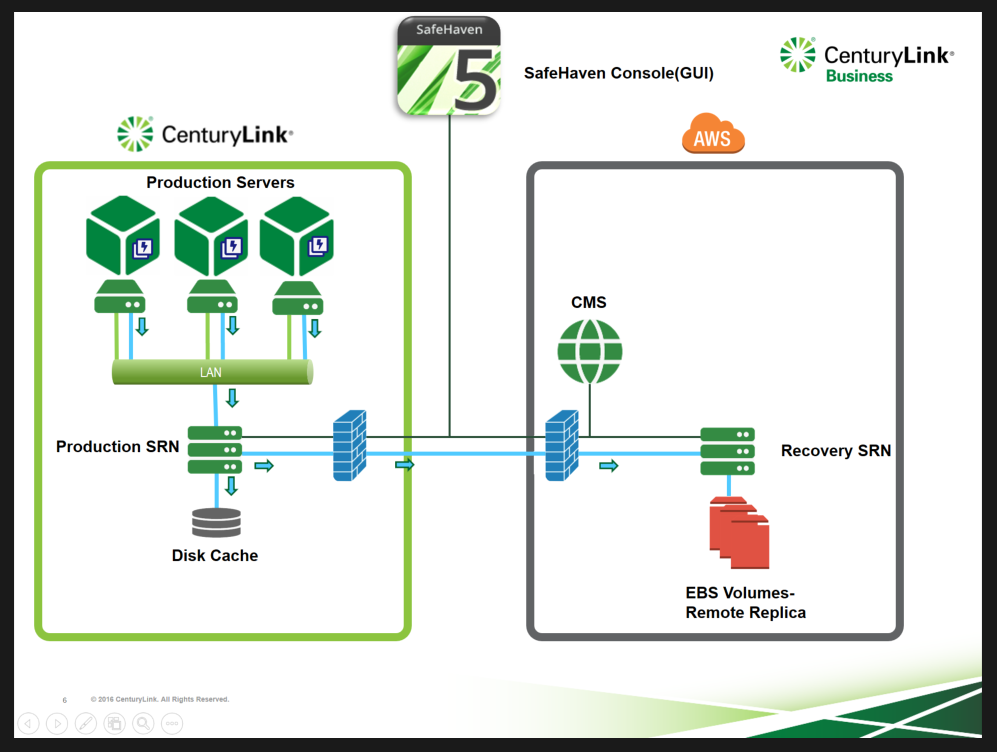 SafeHaven
5
SafeHaven Console(GUI)
CenturyLink®
Business
CenturyLink®
AWS
Production Servers
LAN
CMS
Production SRN
Recovery SRN
Disk Cache
EBS Volumes-
Remote Replica
6
© 2016 CenturyLink. All Rights Reserved.